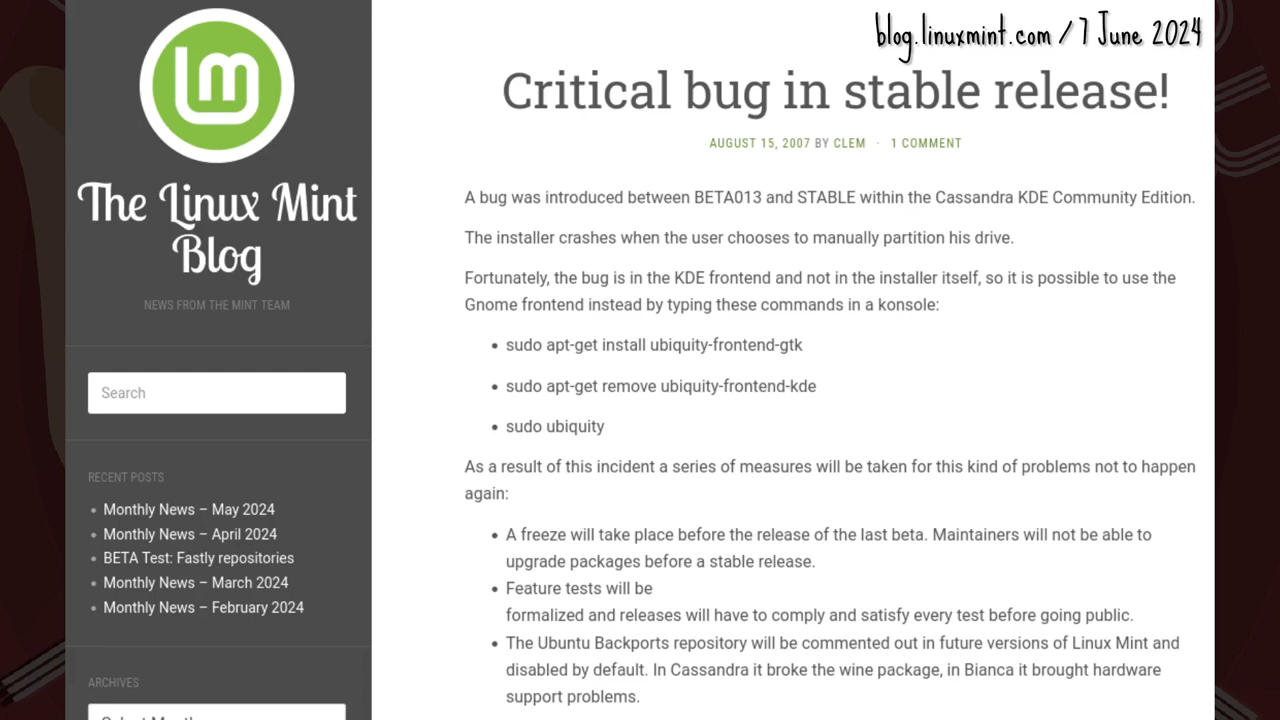 blog.linuxmint.com / 7 June 2024
lm
The Linux Mint
Blog
NEWS FROM THE MINT TEAM
Search
RECENT POSTS
Monthly News – May 2024
Monthly News – April 2024
BETA Test: Fastly repositories
Monthly News – March 2024
Monthly News – February 2024
ARCHIVES
Critical bug in stable release!
AUGUST 15, 2007 BY CLEM · 1 COMMENT
A bug was introduced between BETA013 and STABLE within the Cassandra KDE Community Edition.
The installer crashes when the user chooses to manually partition his drive.
Fortunately, the bug is in the KDE frontend and not in the installer itself, so it is possible to use the
Gnome frontend instead by typing these commands in a konsole:
• sudo apt-get install ubiquity-frontend-gtk
• sudo apt-get remove ubiquity-frontend-kde
• sudo ubiquity
As a result of this incident a series of measures will be taken for this kind of problems not to happen
again:
• A freeze will take place before the release of the last beta. Maintainers will not be able to
upgrade packages before a stable release.
• Feature tests will be
formalized and releases will have to comply and satisfy every test before going public.
• The Ubuntu Backports repository will be commented out in future versions of Linux Mint and
disabled by default. In Cassandra it broke the wine package, in Bianca it brought hardware
support problems.